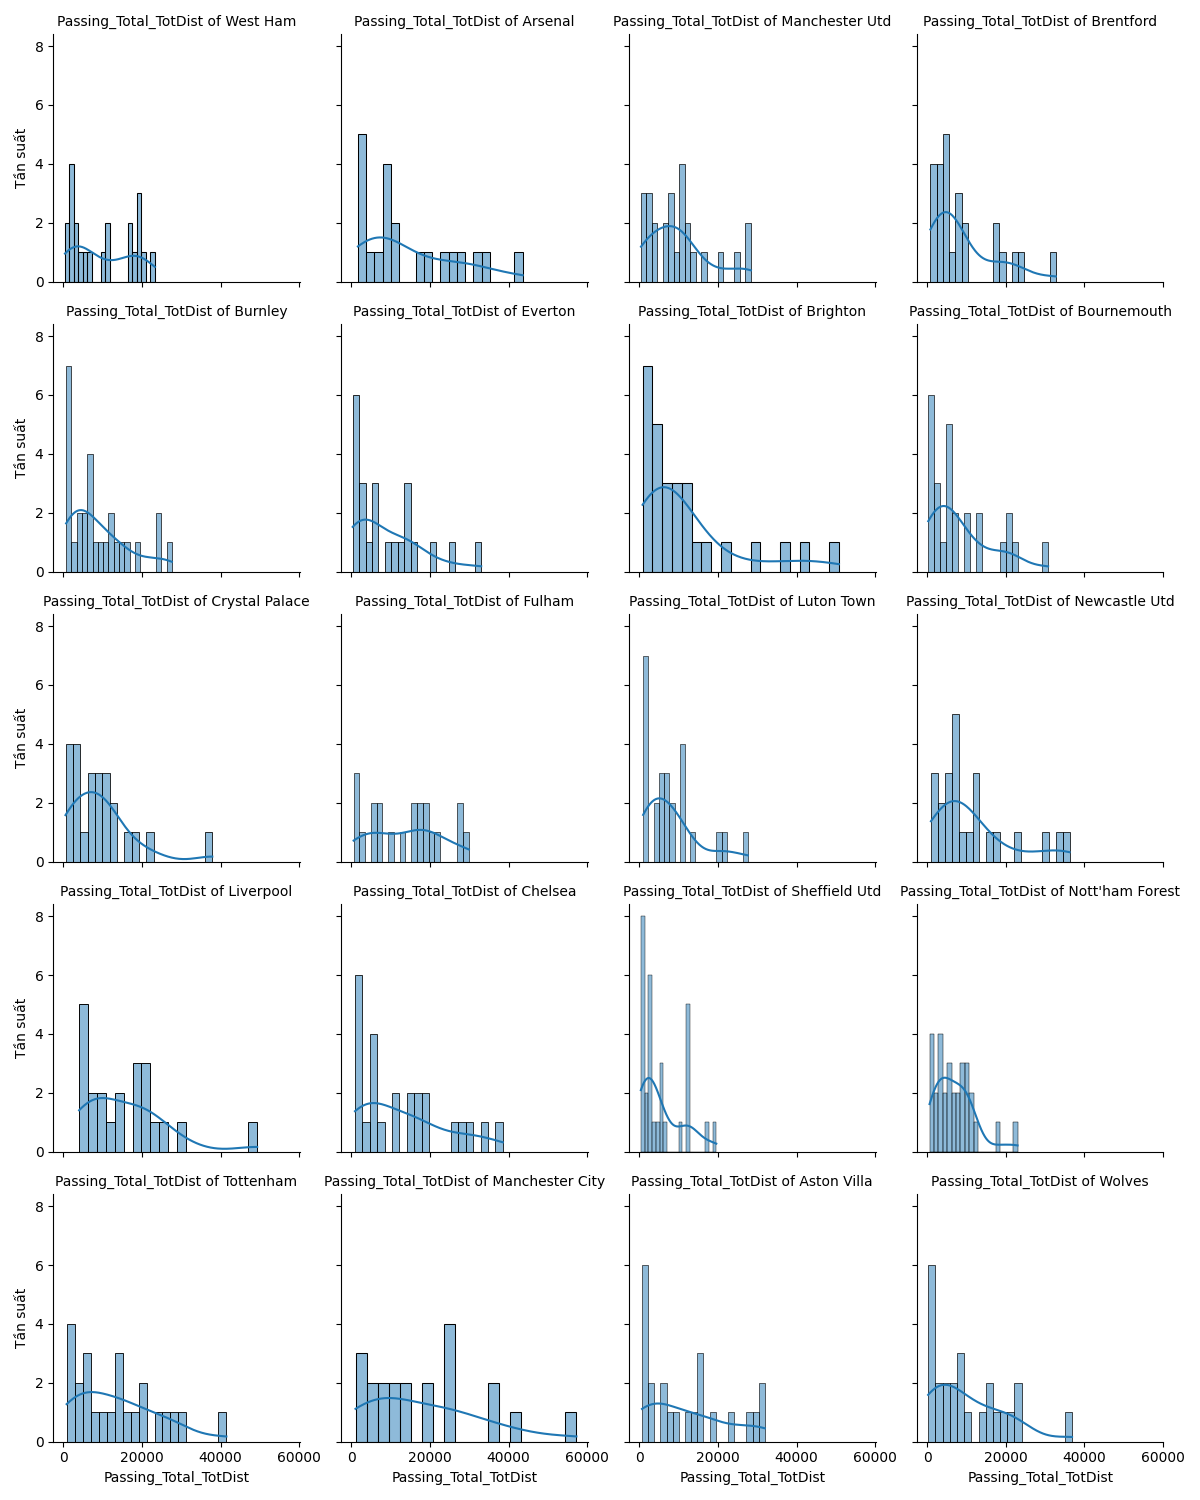 Passing_Total_TotDist of West Ham
Passing_Total_TotDist of Arsenal
Passing_Total_TotDist of Manchester Utd
Passing_Total_TotDist of Brentford
8
6
4
2
0
Tần suất
Passing_Total_TotDist of Burnley
Passing_Total_TotDist of Everton
Passing_Total_TotDist of Brighton
Passing_Total_TotDist of Bournemouth
8
6
4
2
0
Tần suất
Passing_Total_TotDist of Crystal Palace
Passing_Total_TotDist of Fulham
Passing_Total_TotDist of Luton Town
Passing_Total_TotDist of Newcastle Utd
8
6
4
2
0
Tần suất
Passing_Total_TotDist of Liverpool
Passing_Total_TotDist of Chelsea
Passing_Total_TotDist of Sheffield Utd
Passing_Total_TotDist of Nott'ham Forest
8
6
4
2
0
Tần suất
Passing_Total_TotDist of Tottenham
Passing_Total_TotDist of Manchester City
Passing_Total_TotDist of Aston Villa
Passing_Total_TotDist of Wolves
8
6
4
2
0
Tần suất
0 20000 40000 60000
0 20000 40000 60000
0 20000 40000 60000
0 20000 40000 60000
Passing_Total_TotDist
Passing_Total_TotDist
Passing_Total_TotDist
Passing_Total_TotDist